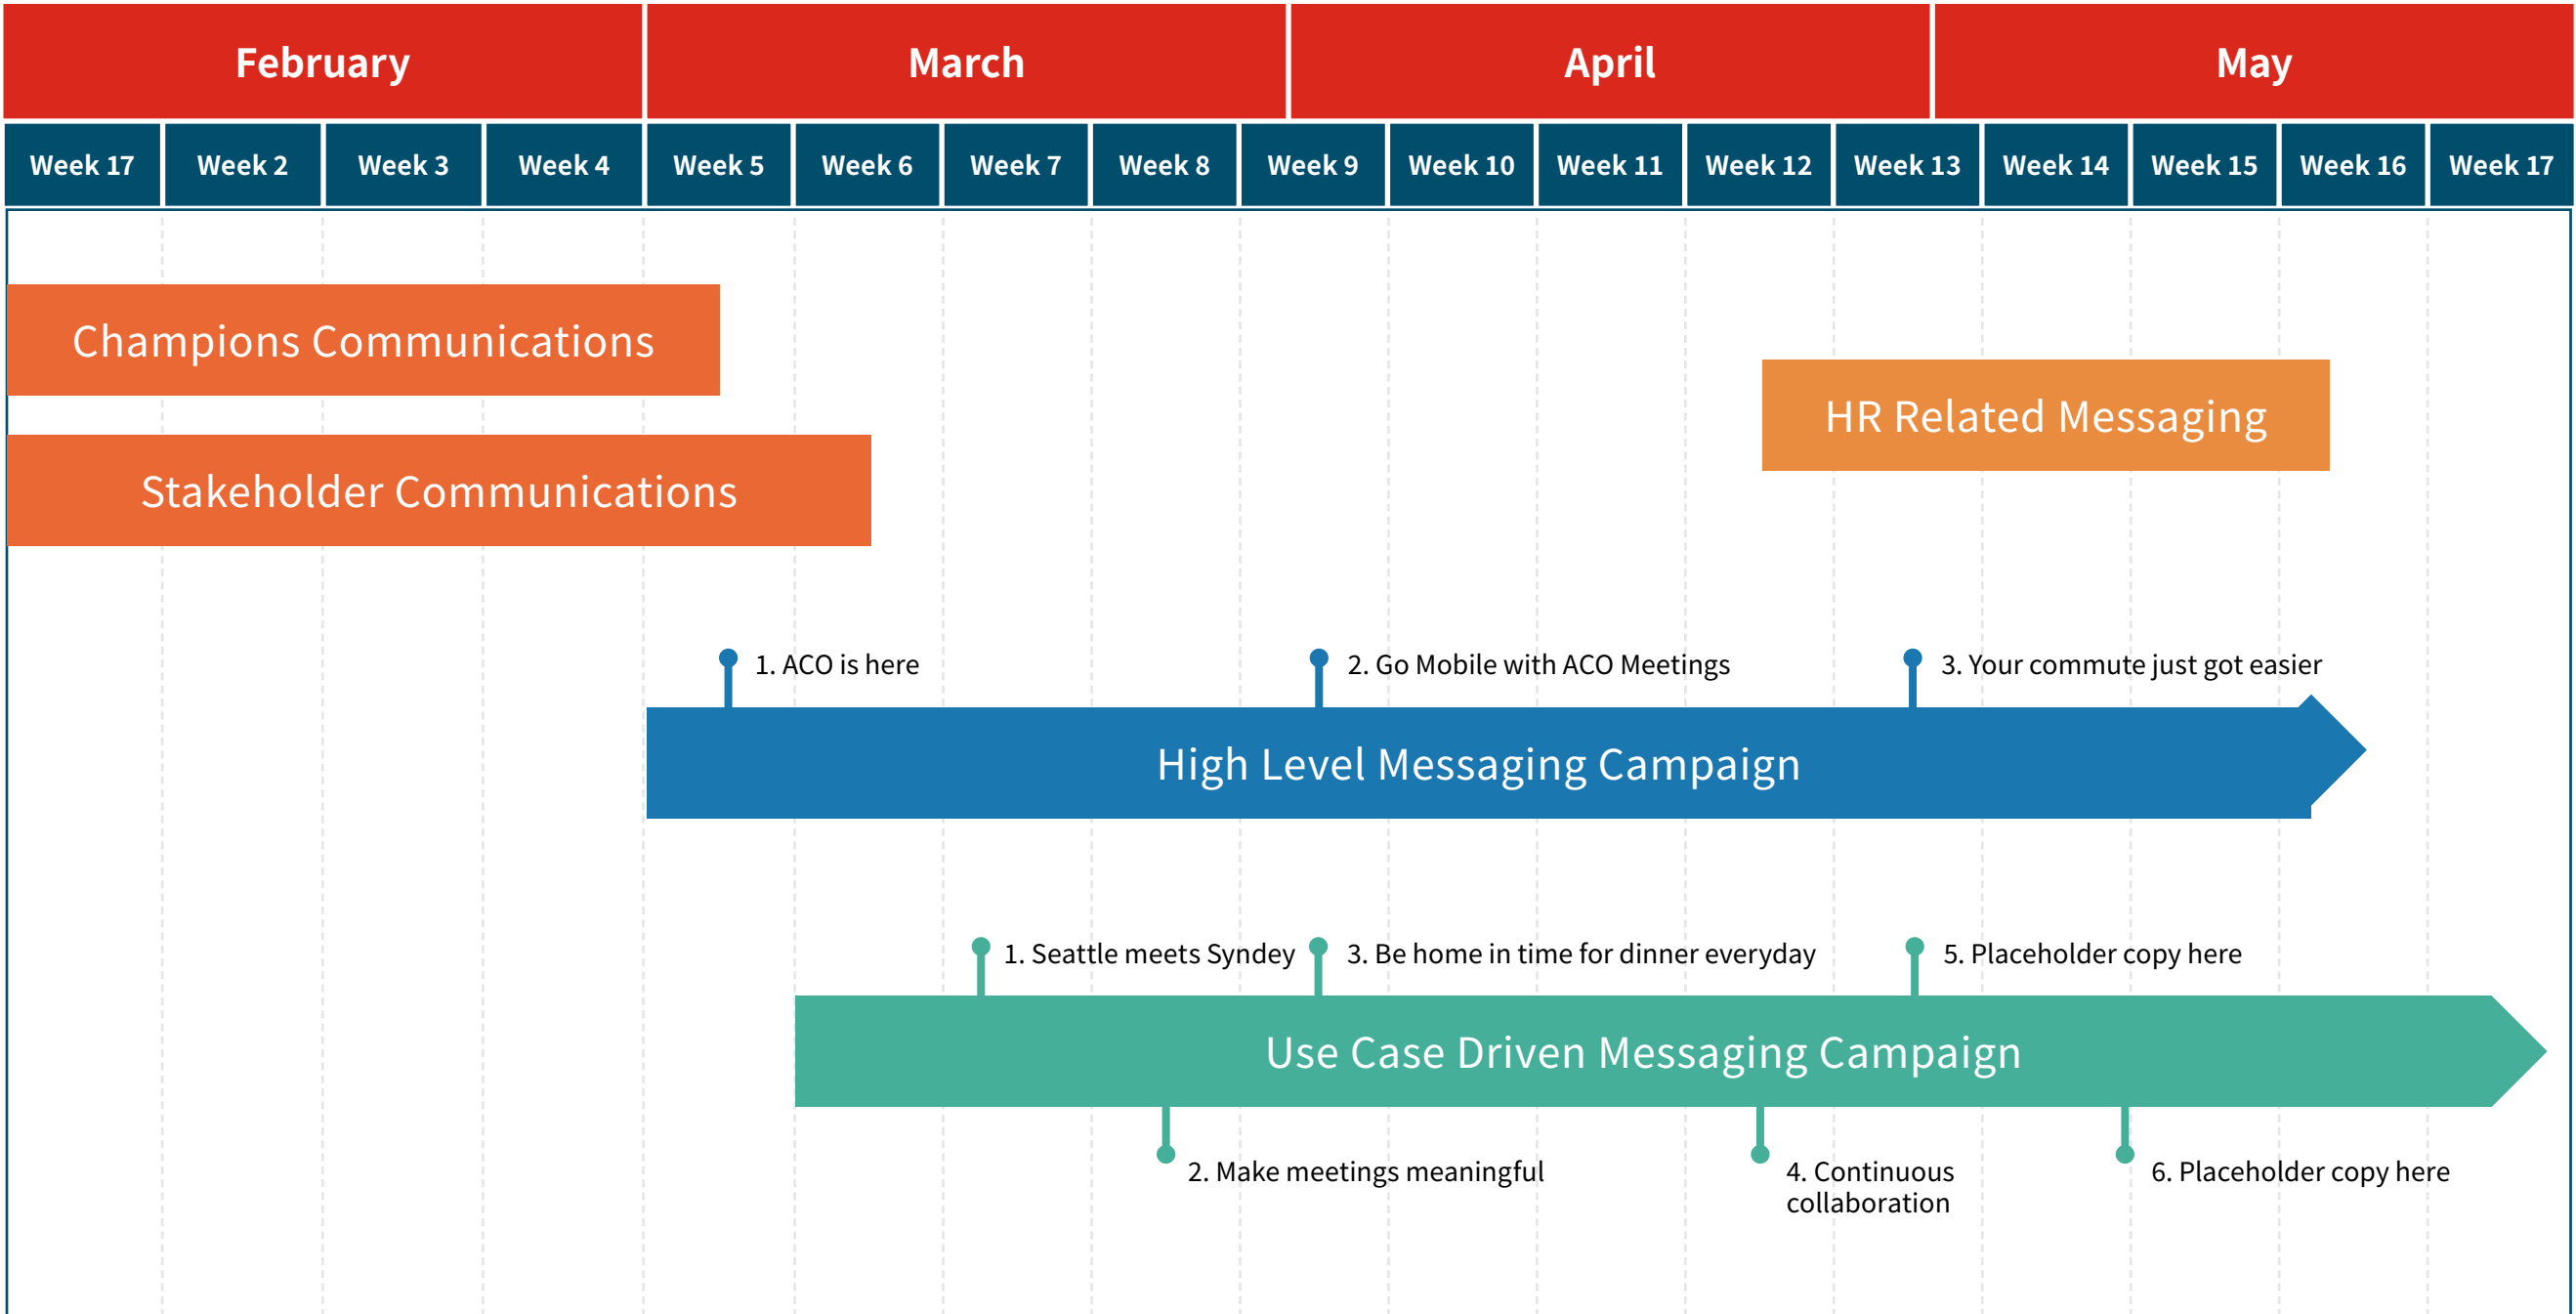 February March April May
Week 17 Week 2 Week 3 Week 4 Week 5 Week 6 Week 7 Week 8 Week 9 Week 10 Week 11 Week 12 Week 13 Week 14 Week 15 Week 16 Week 17
Champions Communications
HR Related Messaging
Stakeholder Communications
1. ACO is here
2. Go Mobile with ACO Meetings
3. Your commute just got easier
High Level Messaging Campaign
1. Seattle meets Syndey
3. Be home in time for dinner everyday
5. Placeholder copy here
Use Case Driven Messaging Campaign
2. Make meetings meaningful
4. Continuous
collaboration
6. Placeholder copy here